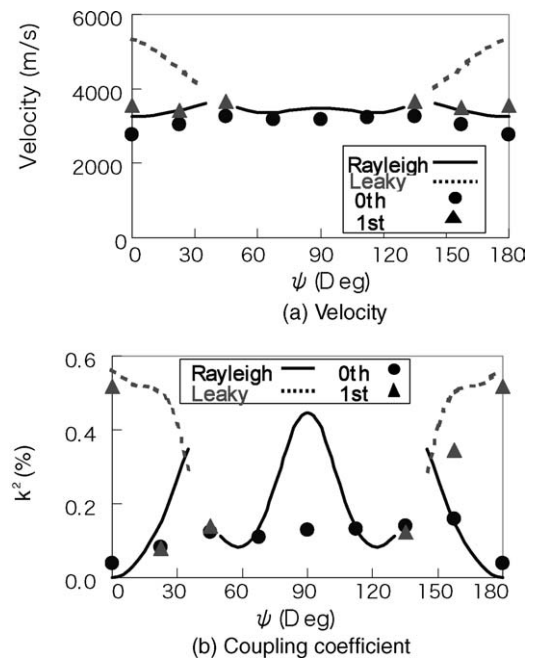 6000
4000
2000
0
Velocity (m/s)
Rayleigh
Leaky
0th
1st
0 30 60 90 120 150 180
ψ (Deg)
(a) Velocity
0.6
0.4
0.2
0.0
k² (%)
Rayleigh 0th
Leaky 1st
0 30 60 90 120 150 180
ψ (Deg)
(b) Coupling coefficient